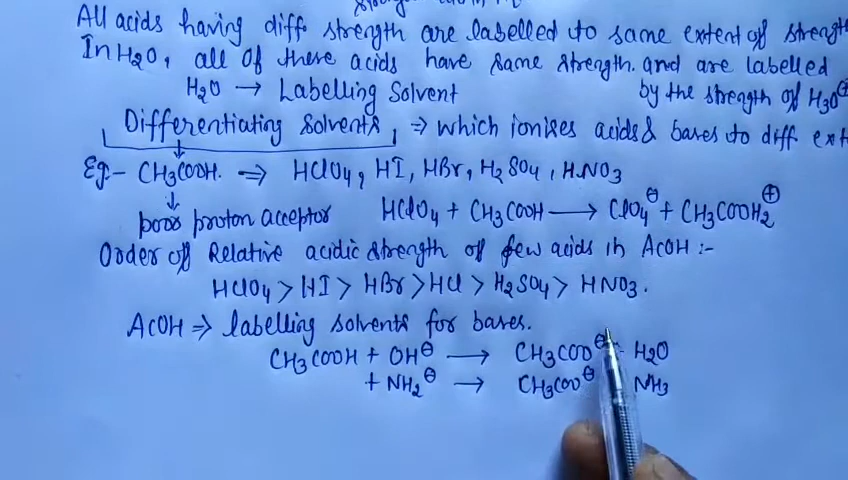 All acids having diff strength are labelled to same extent of strength
In H2O, all of these acids have same strength. and are labelled
H2O → Labelling Solvent by the strength of H3O⊕
Differentiating Solvents ⇒ which ionises acids & bases to diff ext
Eg- CH3COOH. ⇒ HClO4, HI, HBr, H2SO4, HNO3
↓
poor proton acceptor HClO4 + CH3COOH → ClO4⊖ + CH3COOH2⊕
Order of Relative acidic strength of few acids in AcOH :-
HClO4 > HI > HBr > HCl > H2SO4 > HNO3.
AcOH ⇒ labelling solvents for bases.
CH3COOH + OH⊖ → CH3COO⊖ H2O
+ NH2⊖ → CH3COO⊖ NH3